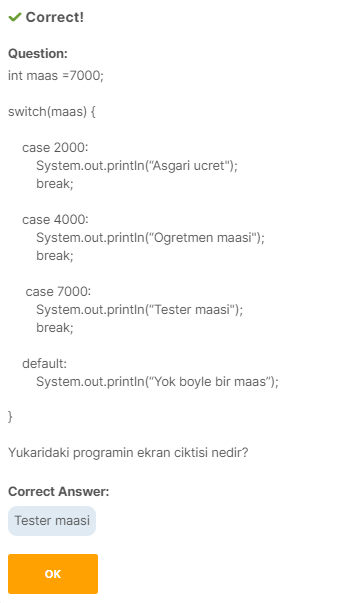 Correct!
Question:
int maas =7000;
switch(maas) {
case 2000:
System.out.println("Asgari ucret");
break;
case 4000:
System.out.println("Ogretmen maasi");
break;
case 7000:
System.out.println("Tester maasi");
break;
default:
System.out.println("Yok boyle bir maas");
}
Yukaridaki programin ekran ciktisi nedir?
Correct Answer:
Tester maasi
OK